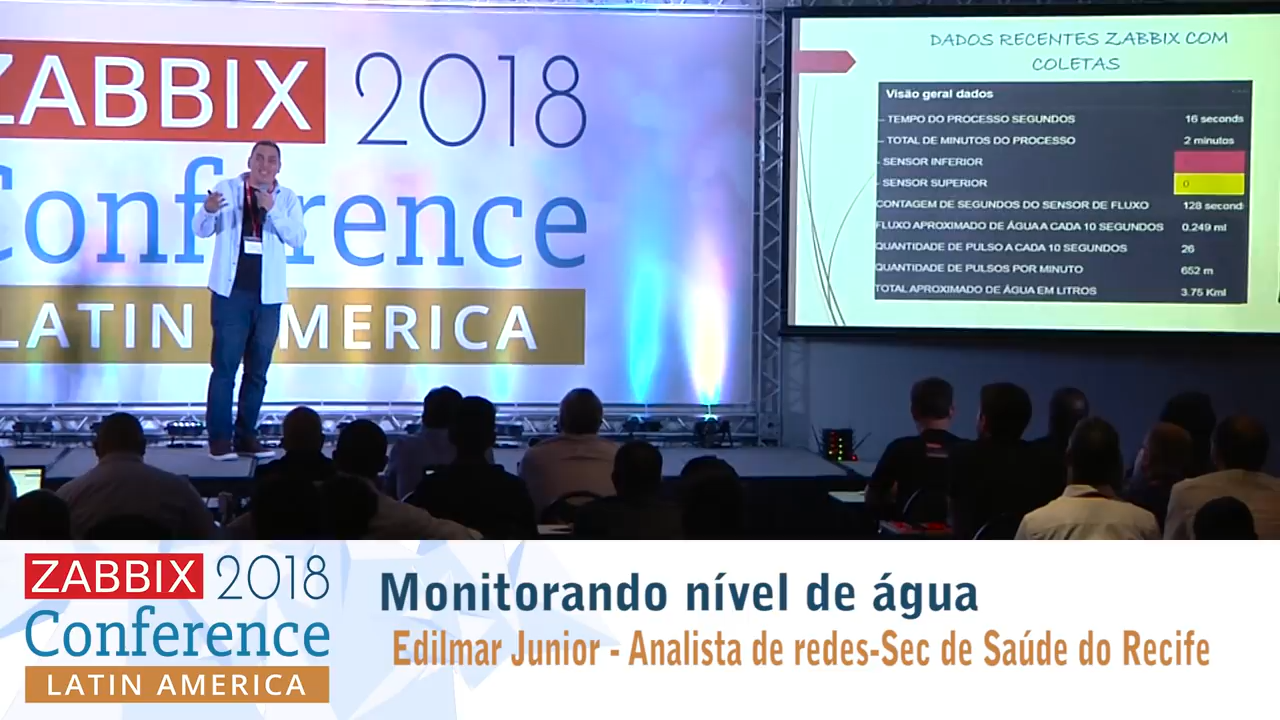 ZABBIX 2018
Conference
LATIN AMERICA
DADOS RECENTES ZABBIX COM
COLETAS
Visão geral dados
- TEMPO DO PROCESSO SEGUNDOS 16 seconds
- TOTAL DE MINUTOS DO PROCESSO 2 minutos
- SENSOR INFERIOR
- SENSOR SUPERIOR 0
CONTAGEM DE SEGUNDOS DO SENSOR DE FLUXO 128 second
FLUXO APROXIMADO DE ÁGUA A CADA 10 SEGUNDOS 0.249 ml
QUANTIDADE DE PULSO A CADA 10 SEGUNDOS 26
QUANTIDADE DE PULSOS POR MINUTO 652 m
TOTAL APROXIMADO DE ÁGUA EM LITROS 3.75 Kml
ZABBIX 2018
Conference
LATIN AMERICA
Monitorando nível de água
Edilmar Junior - Analista de redes-Sec de Saúde do Recife